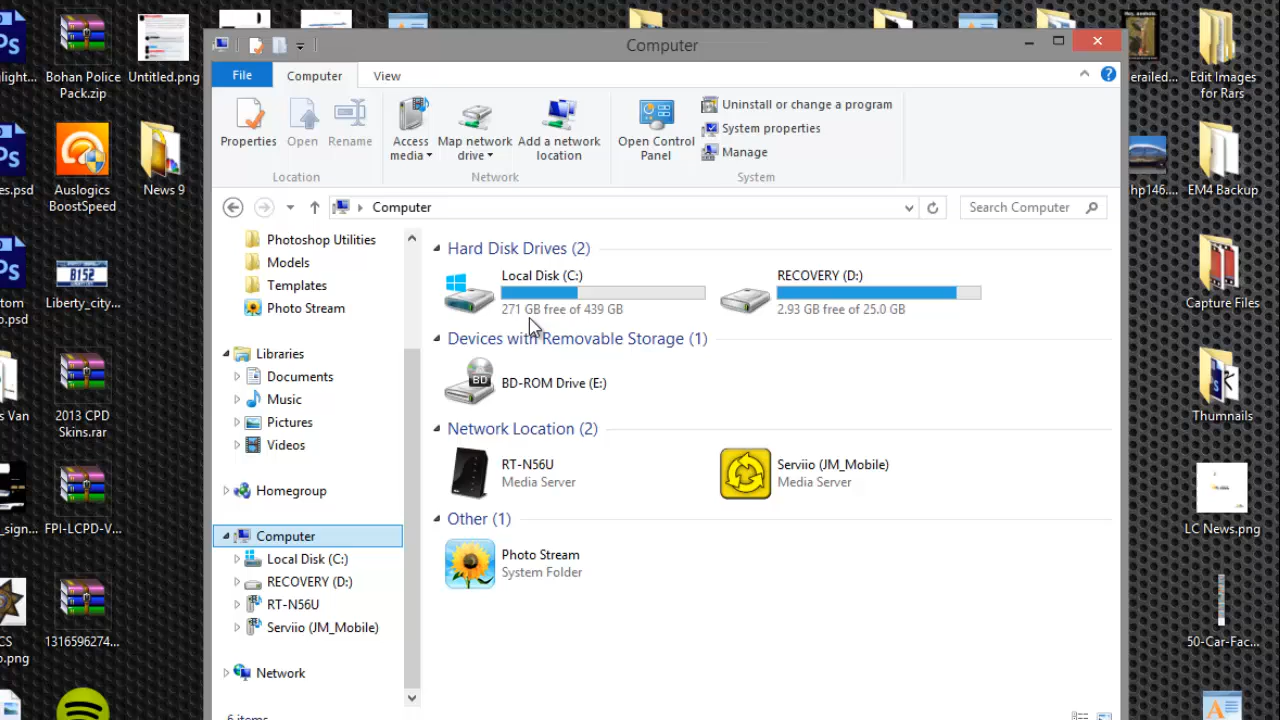 Hey, asshole.
Computer
File
Computer
View
Properties
Open
Rename
Access media
Map network drive
Add a network location
Open Control Panel
Uninstall or change a program
System properties
Manage
Location
Network
System
Computer
Search Computer
Photoshop Utilities
Models
Templates
Photo Stream
Libraries
Documents
Music
Pictures
Videos
Homegroup
Computer
Local Disk (C:)
RECOVERY (D:)
RT-N56U
Serviio (JM_Mobile)
Network
6 items
Hard Disk Drives (2)
Local Disk (C:)
271 GB free of 439 GB
RECOVERY (D:)
2.93 GB free of 25.0 GB
Devices with Removable Storage (1)
BD
BD-ROM Drive (E:)
Network Location (2)
RT-N56U
Media Server
Serviio (JM_Mobile)
Media Server
Other (1)
Photo Stream
System Folder
light...
Bohan Police
Pack.zip
Untitled.png
es.psd
Auslogics
BoostSpeed
News 9
tom
o.psd
B152
Liberty_city...
s Van
2013 CPD
Skins.rar
_sign...
FPI-LCPD-V...
CS
o.png
1316596274...
erailed...
Edit Images
for Rars
hp146...
EM4 Backup
Capture Files
Thumnails
LC News.png
50-Car-Fac...